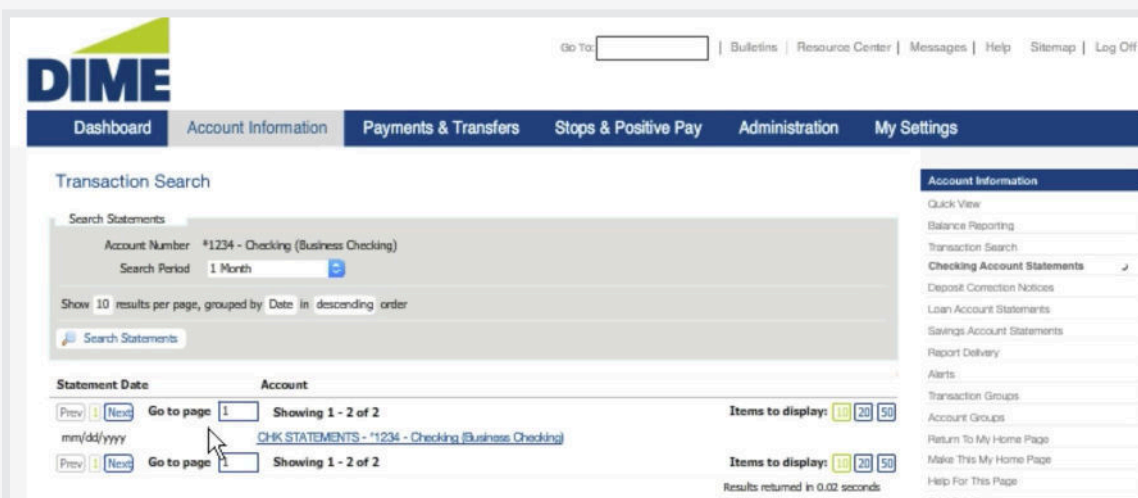 Go To: | Bulletins | Resource Center | Messages | Help Sitemap | Log Off
DIME
Dashboard Account Information Payments & Transfers Stops & Positive Pay Administration My Settings
Transaction Search
Search Statements
Account Number *1234 - Checking (Business Checking)
Search Period 1 Month
Show 10 results per page, grouped by Date in descending order
Search Statements
Statement Date Account
Prev 1 Next Go to page 1 Showing 1 - 2 of 2 Items to display: 10 20 50
mm/dd/yyyy CHK STATEMENTS - *1234 - Checking (Business Checking)
Prev 1 Next Go to page 1 Showing 1 - 2 of 2 Items to display: 10 20 50
Results returned in 0.02 seconds
Account Information
Quick View
Balance Reporting
Transaction Search
Checking Account Statements
Deposit Correction Notices
Loan Account Statements
Savings Account Statements
Report Delivery
Alerts
Transaction Groups
Account Groups
Return To My Home Page
Make This My Home Page
Help For This Page